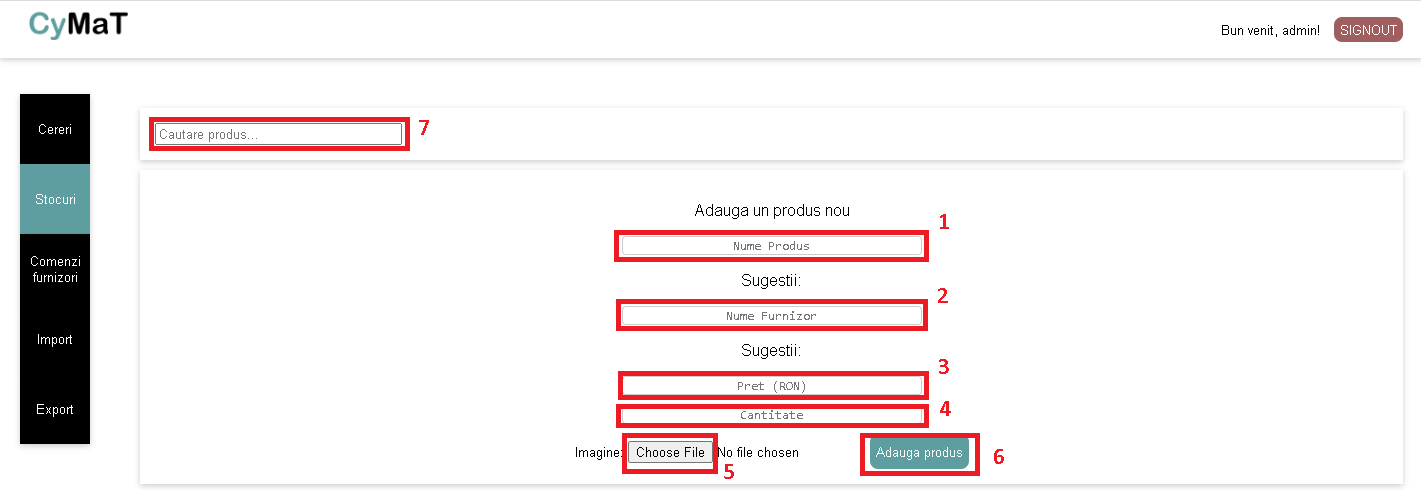 CyMaT
Bun venit, admin! SIGNOUT
Cereri
Stocuri
Comenzi
furnizori
Import
Export
Cautare produs... 7
Adauga un produs nou
Nume Produs 1
Sugestii:
Nume Furnizor 2
Sugestii:
Pret (RON) 3
Cantitate 4
Imagine: Choose File No file chosen 5
Adauga produs 6